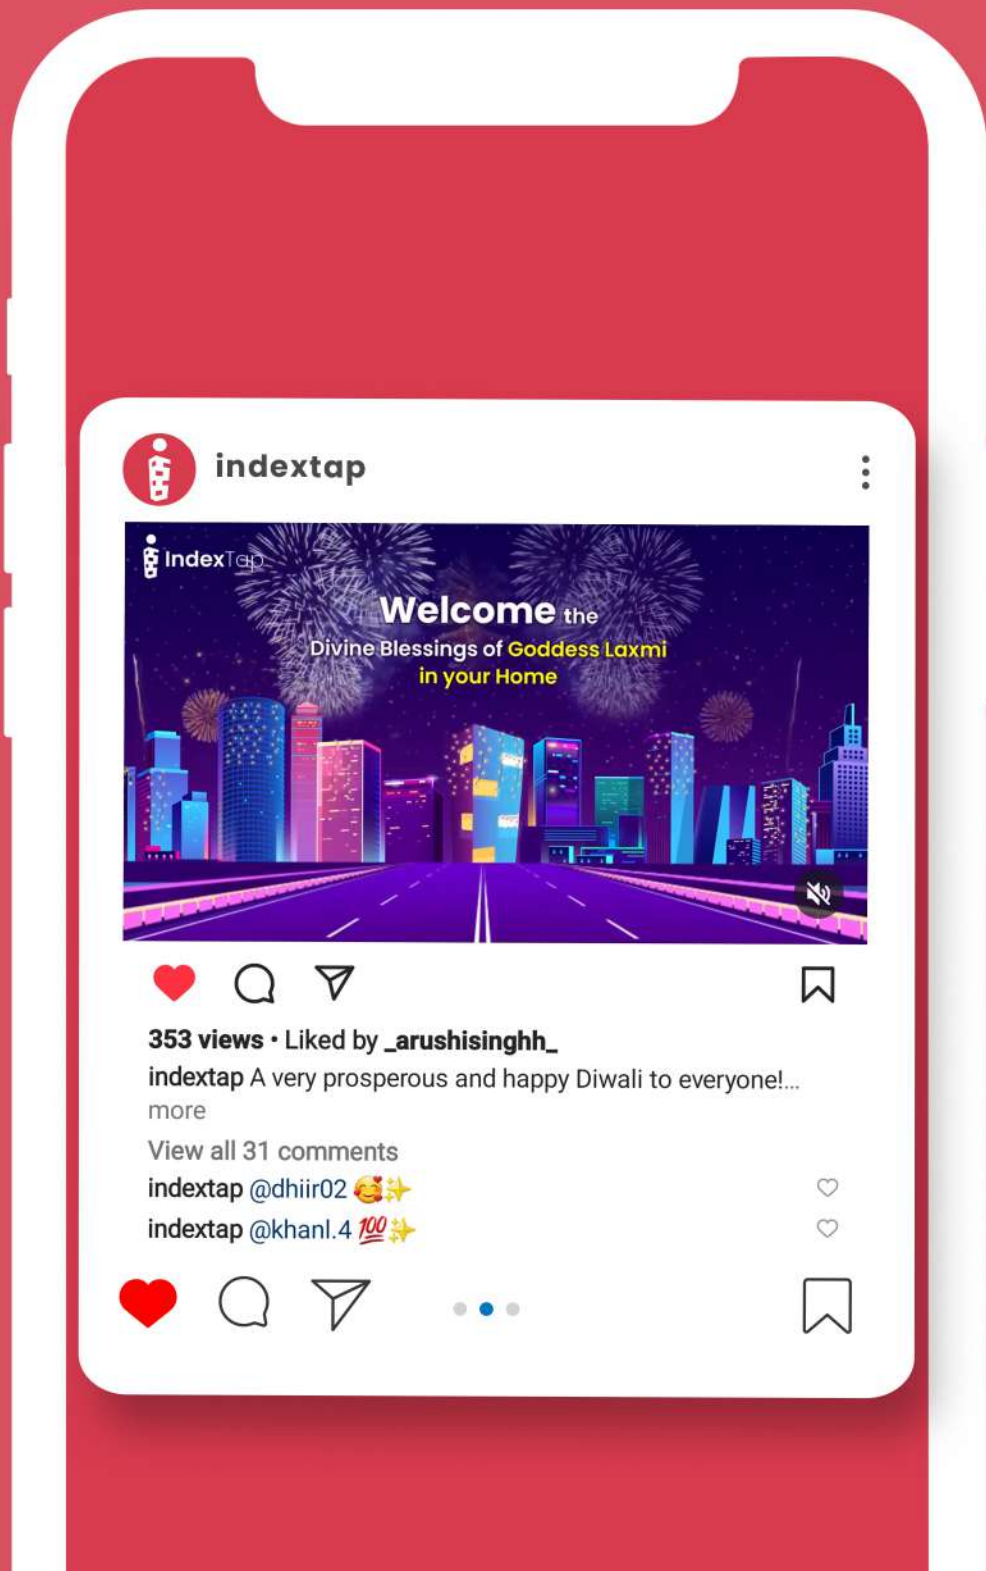 indextap
IndexTap
Welcome the
Divine Blessings of Goddess Laxmi
in your Home
353 views • Liked by _arushisinghh_
indextap A very prosperous and happy Diwali to everyone!...
more
View all 31 comments
indextap @dhiir02 🥰✨
indextap @khanl.4 💯✨